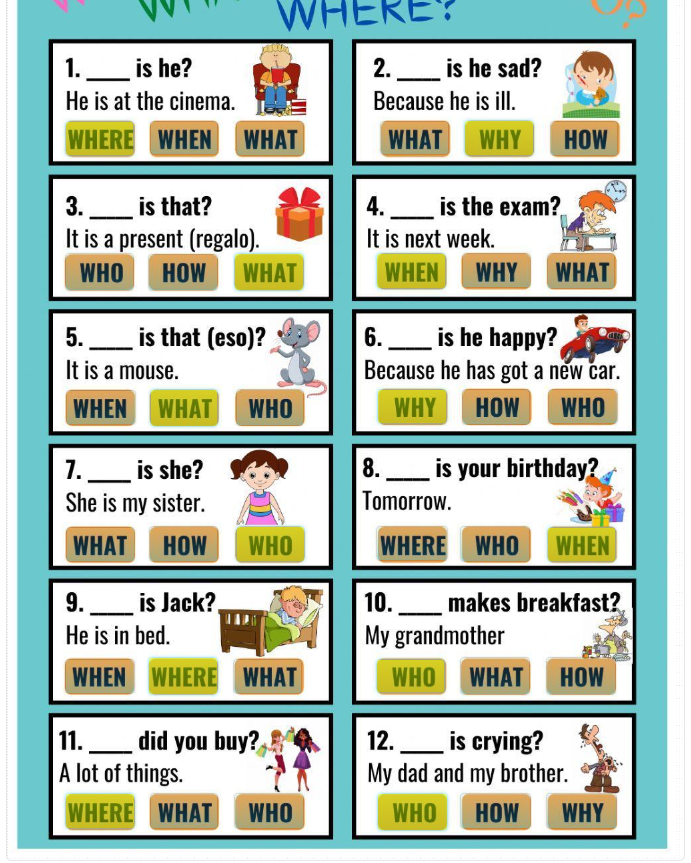 WHERE?
1. ____ is he?
He is at the cinema.
WHERE WHEN WHAT
2. ____ is he sad?
Because he is ill.
WHAT WHY HOW
3. ____ is that?
It is a present (regalo).
WHO HOW WHAT
4. ____ is the exam?
It is next week.
WHEN WHY WHAT
5. ____ is that (eso)?
It is a mouse.
WHEN WHAT WHO
6. ____ is he happy?
Because he has got a new car.
WHY HOW WHO
7. ____ is she?
She is my sister.
WHAT HOW WHO
8. ____ is your birthday?
Tomorrow.
WHERE WHO WHEN
9. ____ is Jack?
He is in bed.
WHEN WHERE WHAT
10. ____ makes breakfast?
My grandmother
WHO WHAT HOW
11. ____ did you buy?
A lot of things.
WHERE WHAT WHO
12. ____ is crying?
My dad and my brother.
WHO HOW WHY